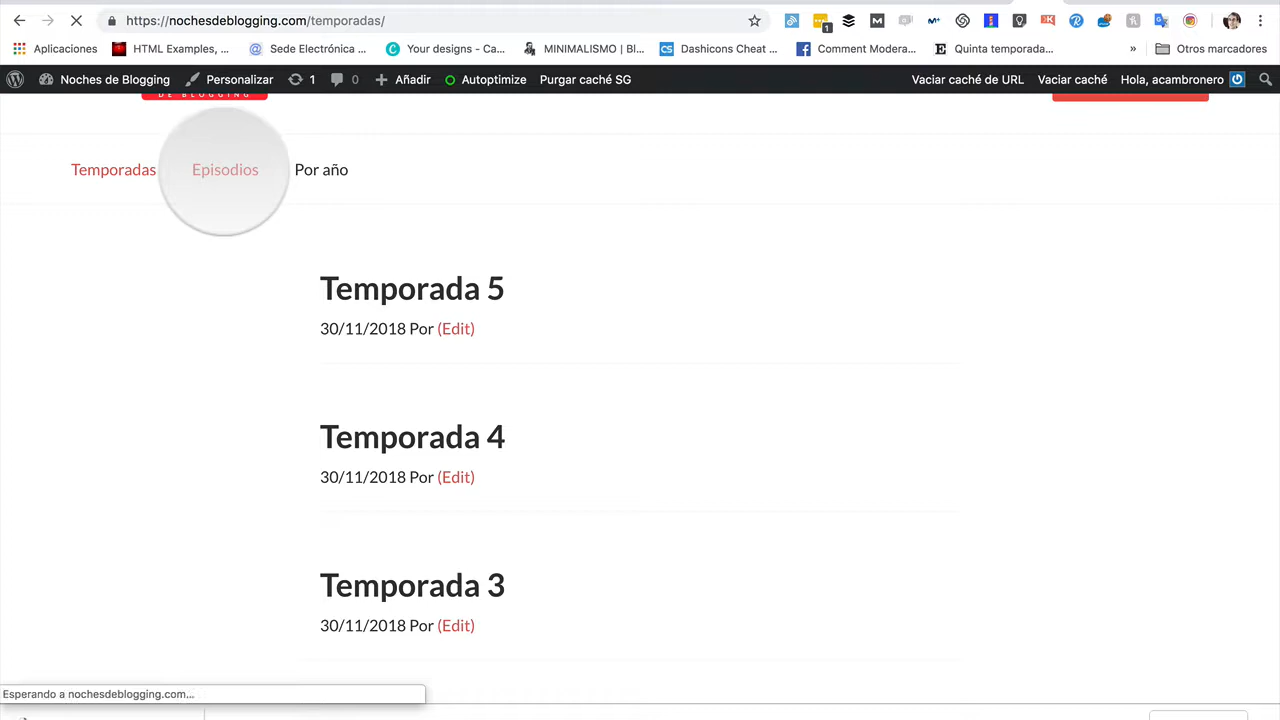 https://nochesdeblogging.com/temporadas/
1
Aplicaciones HTML Examples, ... Sede Electrónica ... Your designs - Ca... MINIMALISMO | Bl... Dashicons Cheat ... Comment Modera... Quinta temporada... » Otros marcadores
Noches de Blogging Personalizar 1 0 Añadir Autoptimize Purgar caché SG Vaciar caché de URL Vaciar caché Hola, acambronero
DE BLOGGING
Temporadas Episodios Por año
Temporada 5
30/11/2018 Por (Edit)
Temporada 4
30/11/2018 Por (Edit)
Temporada 3
30/11/2018 Por (Edit)
Esperando a nochesdeblogging.com...